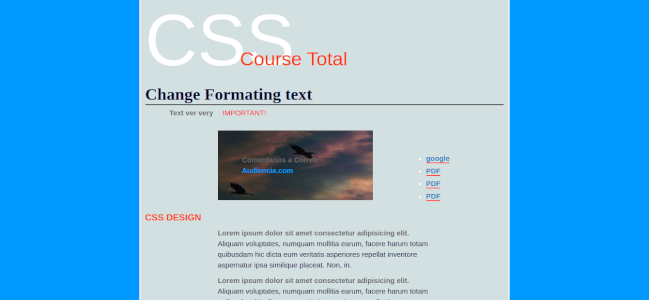 CSS
Course Total
Change Formating text
Text ver very IMPORTANT!
Comentarios a Correo
Audiencia.com
google
PDF
PDF
PDF
CSS DESIGN
Lorem ipsum dolor sit amet consectetur adipisicing elit.
Aliquam voluptates, numquam mollitia earum, facere harum totam
quibusdam hic dicta eum veritatis asperiores repellat inventore
aspernatur ipsa similique placeat. Non, in.
Lorem ipsum dolor sit amet consectetur adipisicing elit.
Aliquam voluptates, numquam mollitia earum, facere harum totam